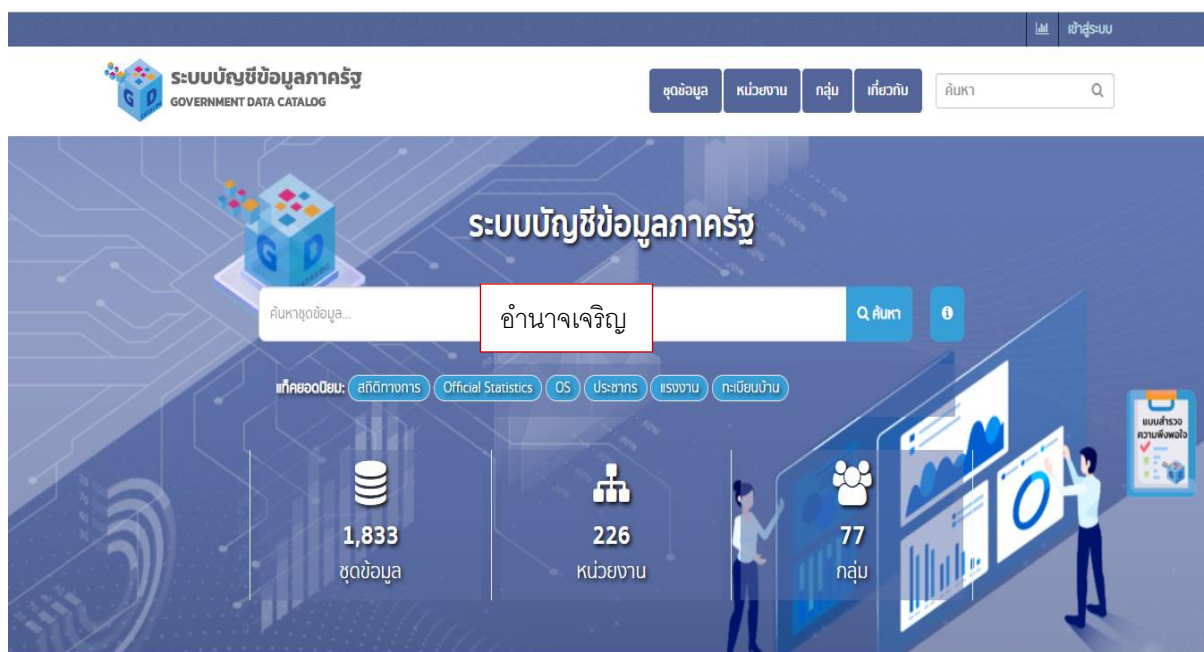 เข้าสู่ระบบ
ระบบบัญชีข้อมูลภาครัฐ
GOVERNMENT DATA CATALOG
ชุดข้อมูล หน่วยงาน กลุ่ม เกี่ยวกับ ค้นหา
ระบบบัญชีข้อมูลภาครัฐ
ค้นหาชุดข้อมูล... อำนาจเจริญ ค้นหา
แท็คยอดนิยม: สถิติทางการ Official Statistics OS ประชากร แรงงาน ทะเบียนบ้าน
แบบสำรวจ
ความพึงพอใจ
1,833 226 77
ชุดข้อมูล หน่วยงาน กลุ่ม